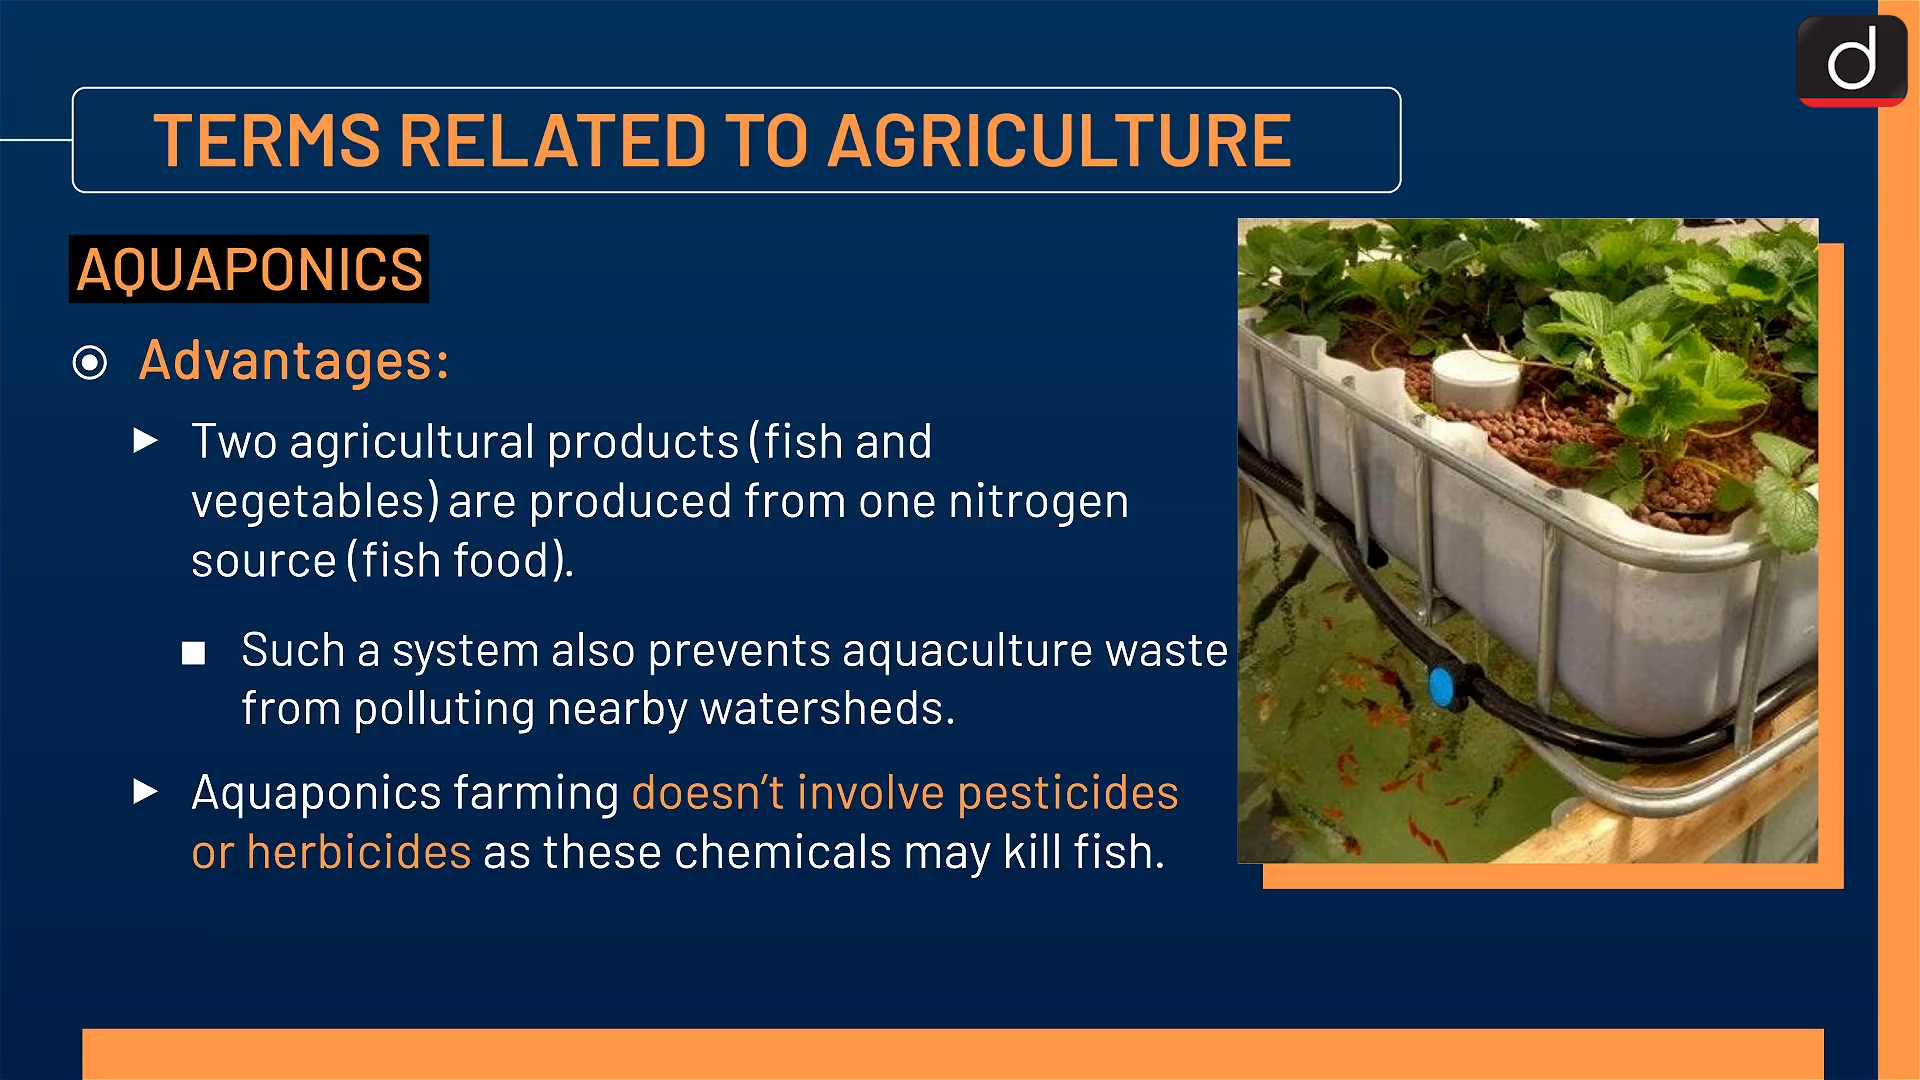 d
TERMS RELATED TO AGRICULTURE
AQUAPONICS
Advantages:
Two agricultural products (fish and
vegetables) are produced from one nitrogen
source (fish food).
Such a system also prevents aquaculture waste
from polluting nearby watersheds.
Aquaponics farming doesn’t involve pesticides
or herbicides as these chemicals may kill fish.